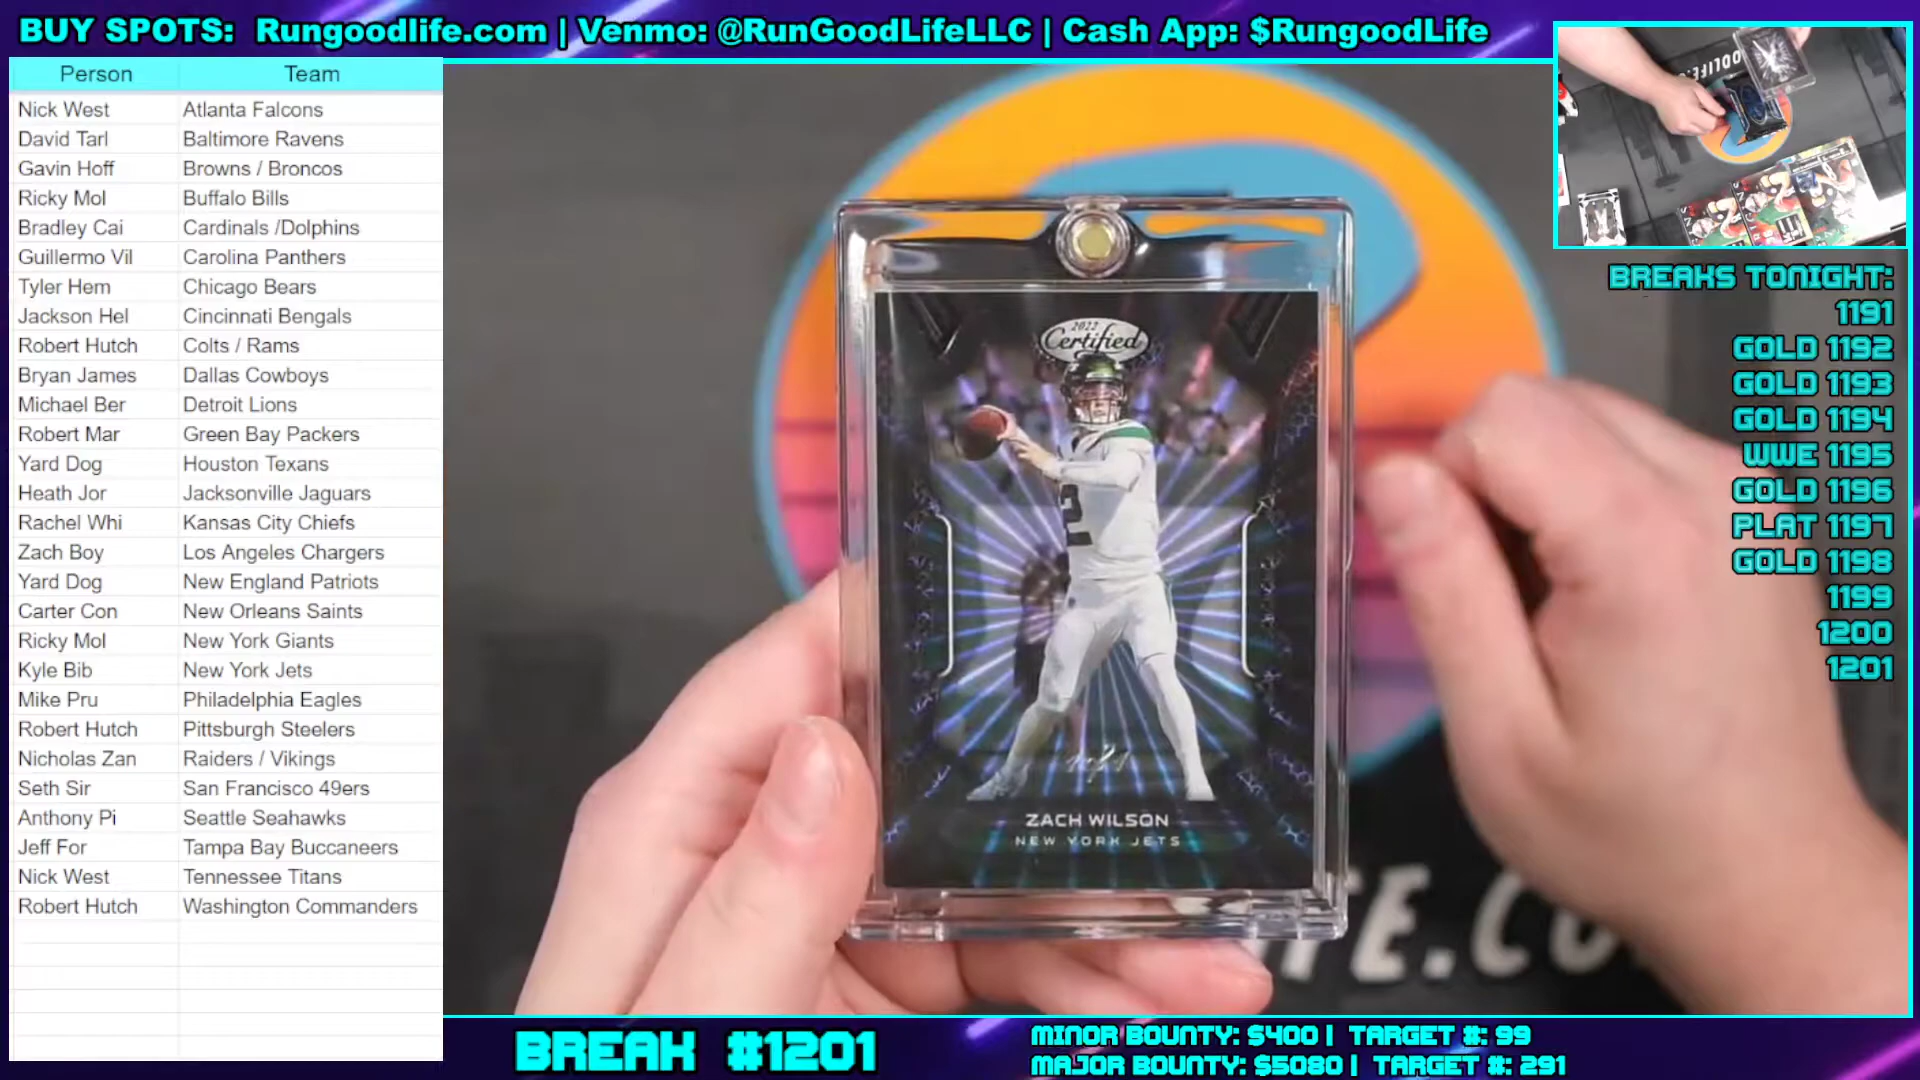 BUY SPOTS: Rungoodlife.com | Venmo: @RunGoodLifeLLC | Cash App: $RungoodLife
Person Team
Nick West Atlanta Falcons
David Tarl Baltimore Ravens
Gavin Hoff Browns / Broncos
Ricky Mol Buffalo Bills
Bradley Cai Cardinals /Dolphins
Guillermo Vil Carolina Panthers
Tyler Hem Chicago Bears
Jackson Hel Cincinnati Bengals
Robert Hutch Colts / Rams
Bryan James Dallas Cowboys
Michael Ber Detroit Lions
Robert Mar Green Bay Packers
Yard Dog Houston Texans
Heath Jor Jacksonville Jaguars
Rachel Whi Kansas City Chiefs
Zach Boy Los Angeles Chargers
Yard Dog New England Patriots
Carter Con New Orleans Saints
Ricky Mol New York Giants
Kyle Bib New York Jets
Mike Pru Philadelphia Eagles
Robert Hutch Pittsburgh Steelers
Nicholas Zan Raiders / Vikings
Seth Sir San Francisco 49ers
Anthony Pi Seattle Seahawks
Jeff For Tampa Bay Buccaneers
Nick West Tennessee Titans
Robert Hutch Washington Commanders
2022
Certified
2
ZACH WILSON
NEW YORK JETS
IFE.CO
BREAKS TONIGHT:
1191
GOLD 1192
GOLD 1193
GOLD 1194
WWE 1195
GOLD 1196
PLAT 1197
GOLD 1198
1199
1200
1201
BREAK #1201
MINOR BOUNTY: $400 | TARGET #: 99
MAJOR BOUNTY: $5080 | TARGET #: 291